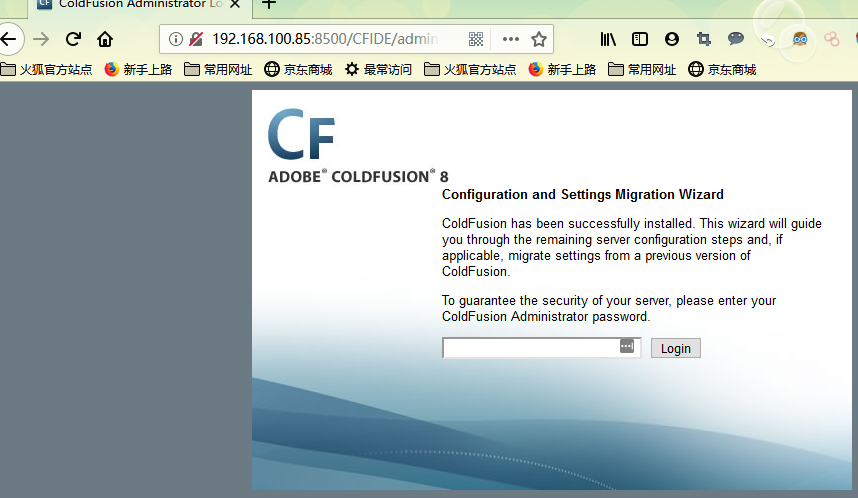 ColdFusion Administrator Lo
192.168.100.85:8500/CFIDE/admin
火狐官方站点 新手上路 常用网址 京东商城 最常访问 火狐官方站点 新手上路 常用网址 京东商城
CF
ADOBE® COLDFUSION® 8
Configuration and Settings Migration Wizard
ColdFusion has been successfully installed. This wizard will guide
you through the remaining server configuration steps and, if
applicable, migrate settings from a previous version of
ColdFusion.
To guarantee the security of your server, please enter your
ColdFusion Administrator password.
Login